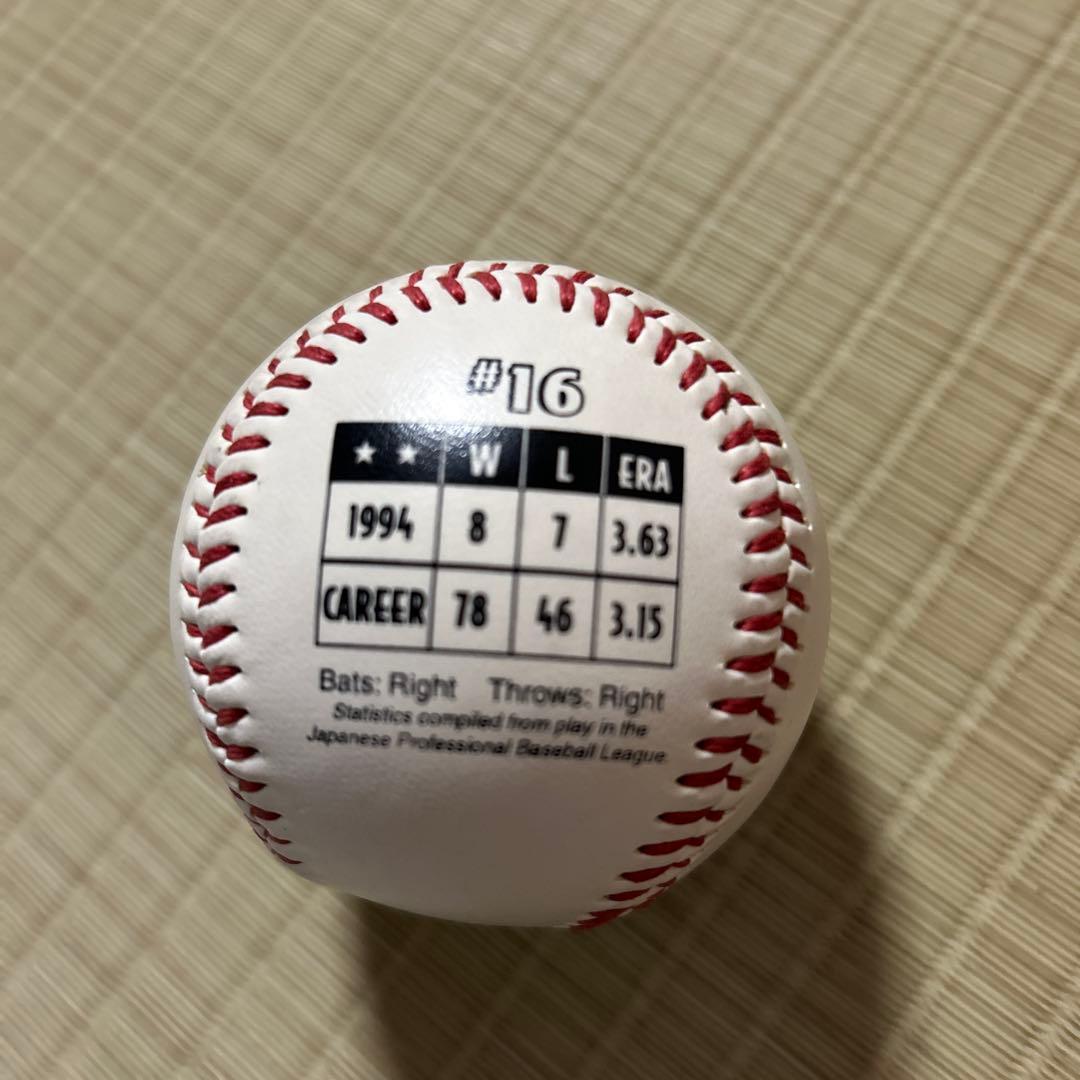 #16
★ ★ W L ERA
1994 8 7 3.63
CAREER 78 46 3.15
Bats: Right Throws: Right
Statistics compiled from play in the
Japanese Professional Baseball League.